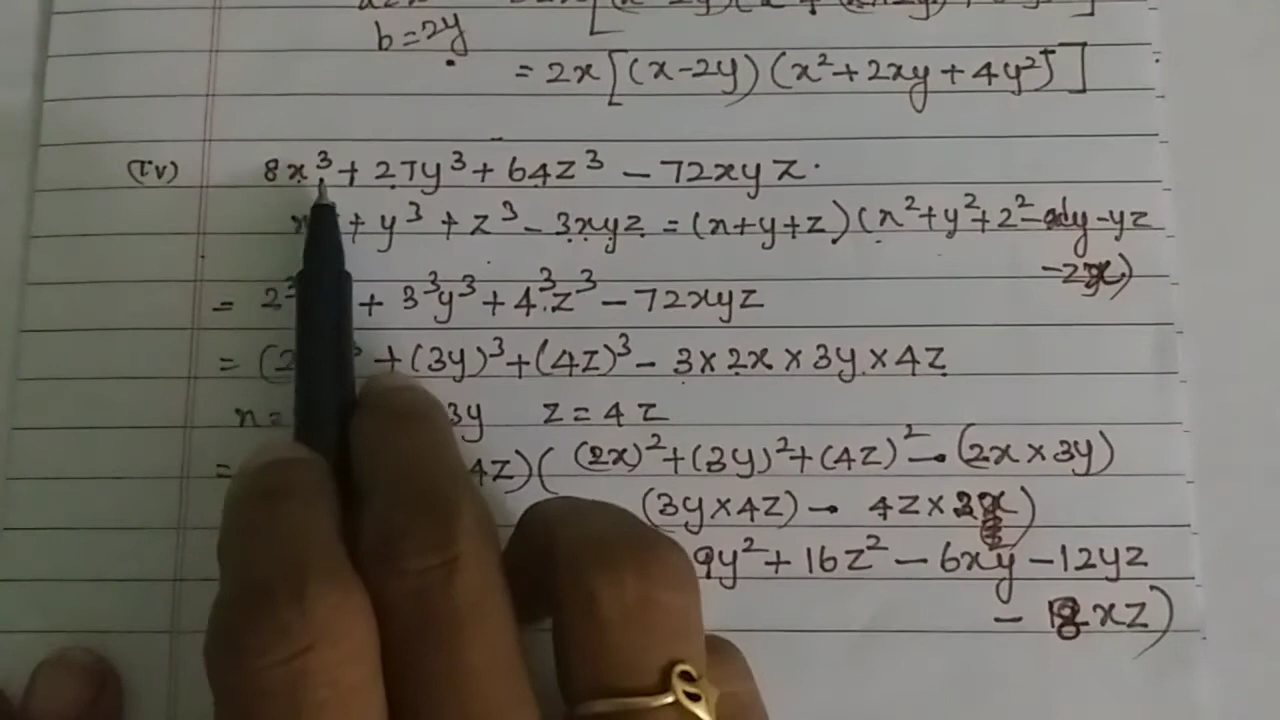 b = 2y
= 2x[(x-2y)(x²+2xy+4y²)]
(iv) 8x³ + 27y³ + 64z³ - 72xyz.
+ y³ + z³ - 3xyz = (x+y+z)(x²+y²+z²-xy-yz
-zx)
= 2³ + 3³y³ + 4³z³ - 72xyz
= (2 ³ + (3y)³ + (4z)³ - 3×2x×3y×4z
x = 3y z = 4z
= 4z)((2x)²+(3y)²+(4z)² - (2x×3y)
(3y×4z) - 4z×2x)
9y² + 16z² - 6xy - 12yz
- 8xz)